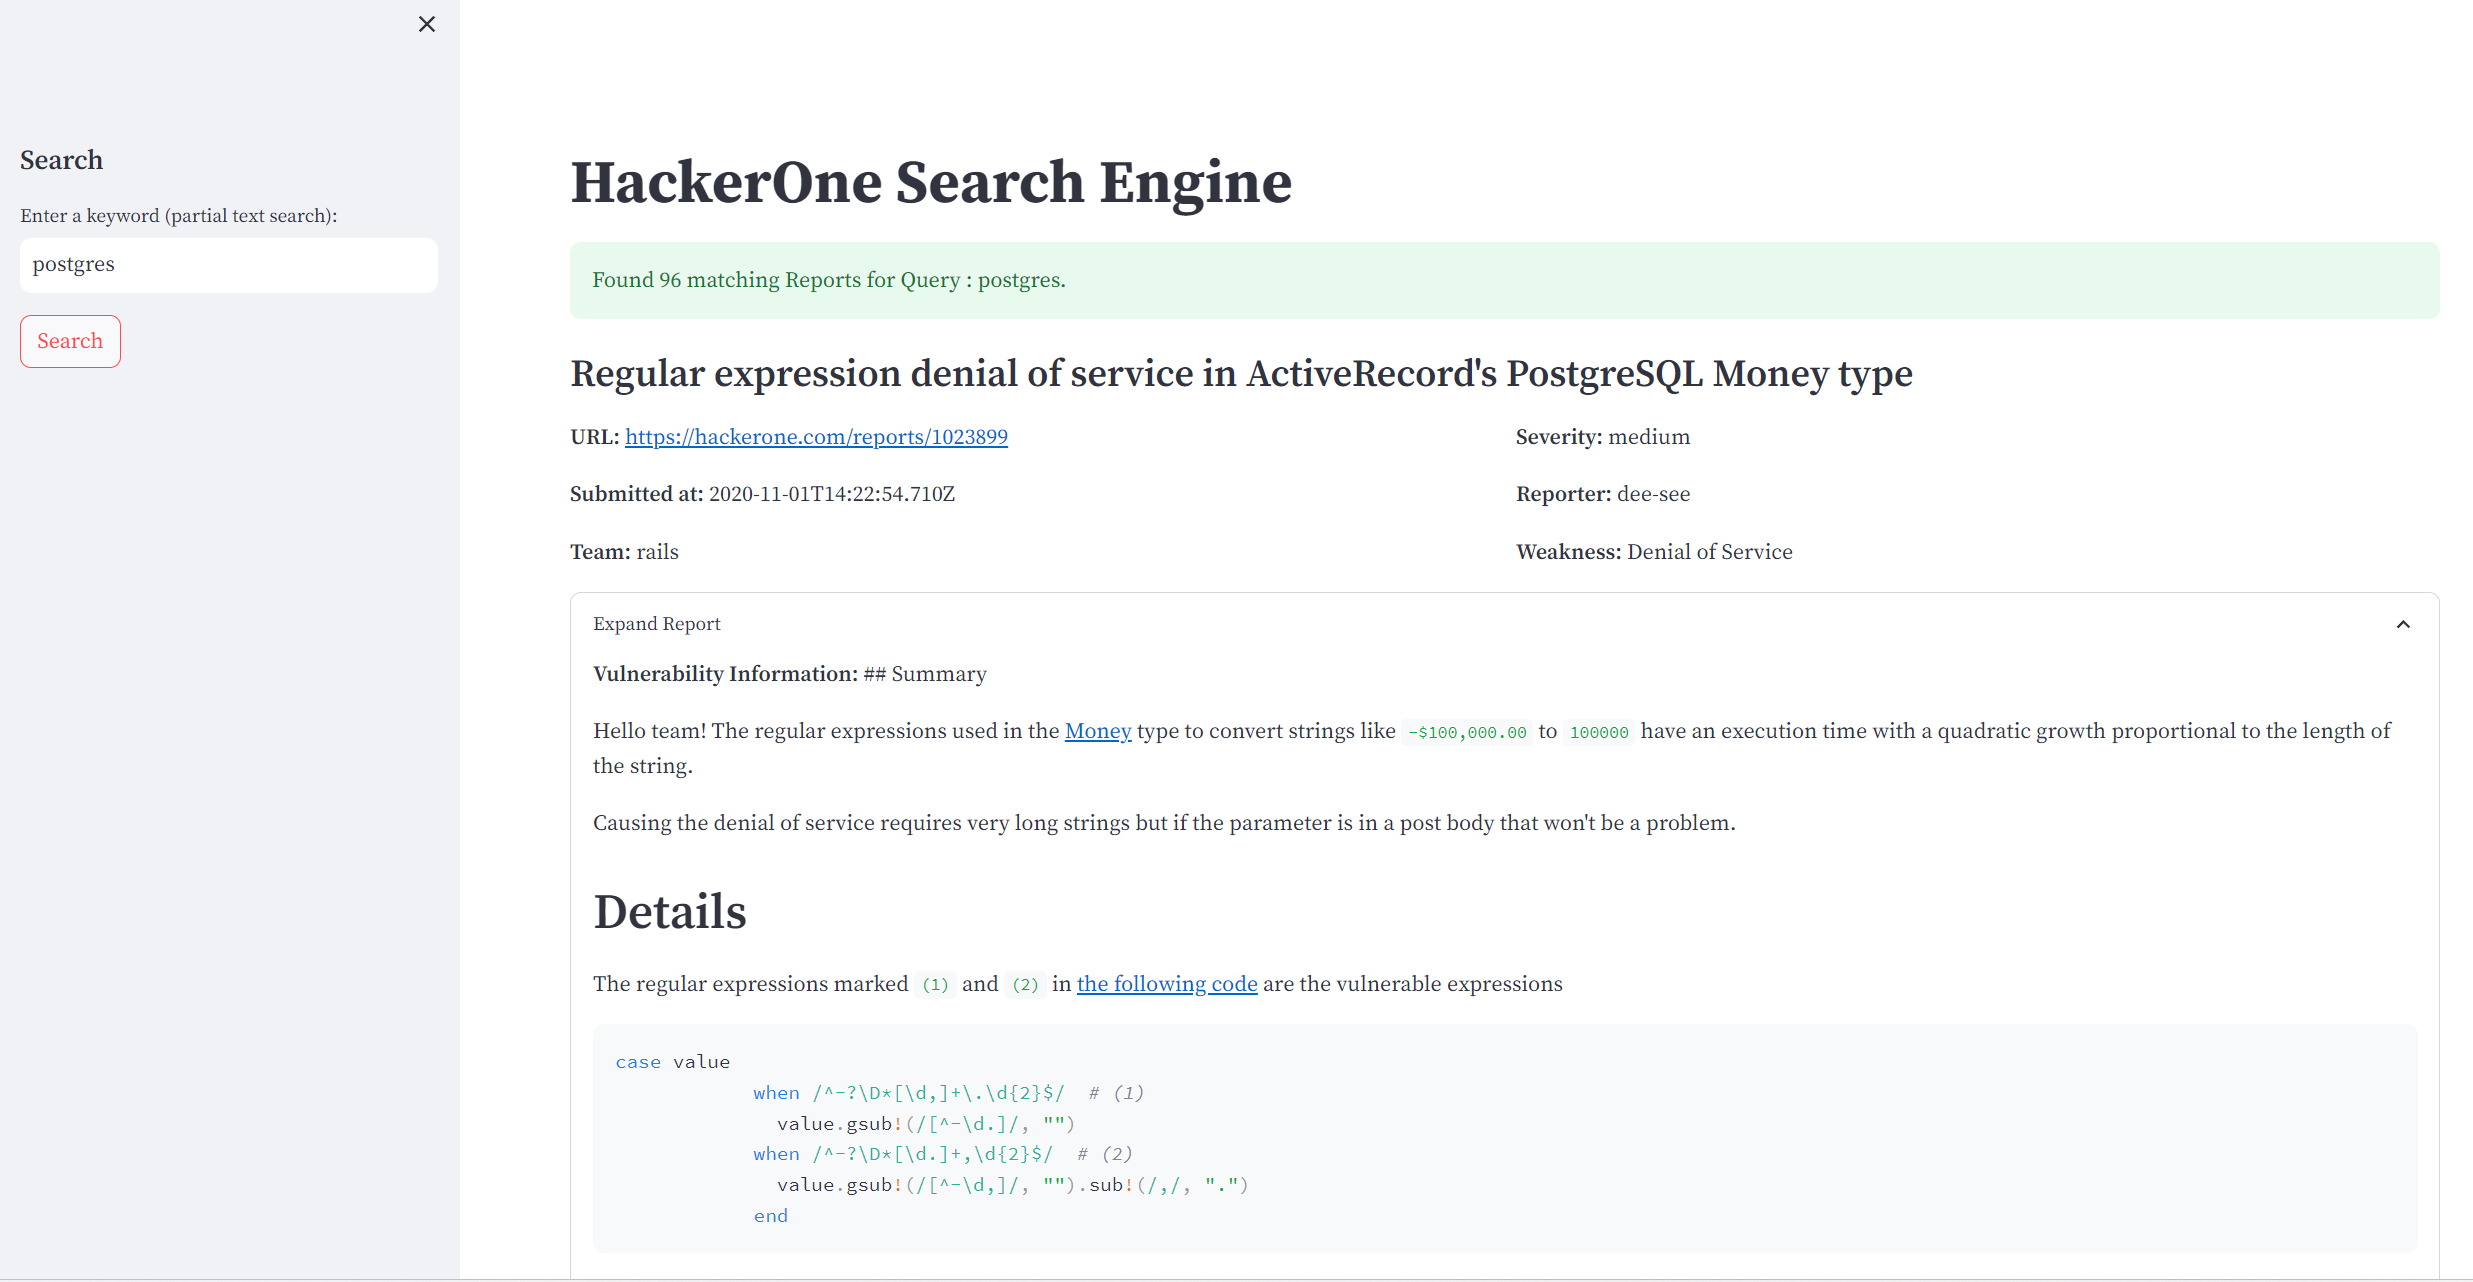 Search
Enter a keyword (partial text search):
postgres
Search
HackerOne Search Engine
Found 96 matching Reports for Query : postgres.
Regular expression denial of service in ActiveRecord's PostgreSQL Money type
URL: https://hackerone.com/reports/1023899
Severity: medium
Submitted at: 2020-11-01T14:22:54.710Z
Reporter: dee-see
Team: rails
Weakness: Denial of Service
Expand Report
Vulnerability Information: ## Summary
Hello team! The regular expressions used in the Money type to convert strings like -$100,000.00 to 100000 have an execution time with a quadratic growth proportional to the length of
the string.
Causing the denial of service requires very long strings but if the parameter is in a post body that won't be a problem.
Details
The regular expressions marked (1) and (2) in the following code are the vulnerable expressions
case value
when /^-?\D*[\d,]+\.\d{2}$/  # (1)
value.gsub!(/[^-\d.]/, "")
when /^-?\D*[\d.]+,\d{2}$/  # (2)
value.gsub!(/[^-\d,]/, "").sub!(/,/, ".")
end